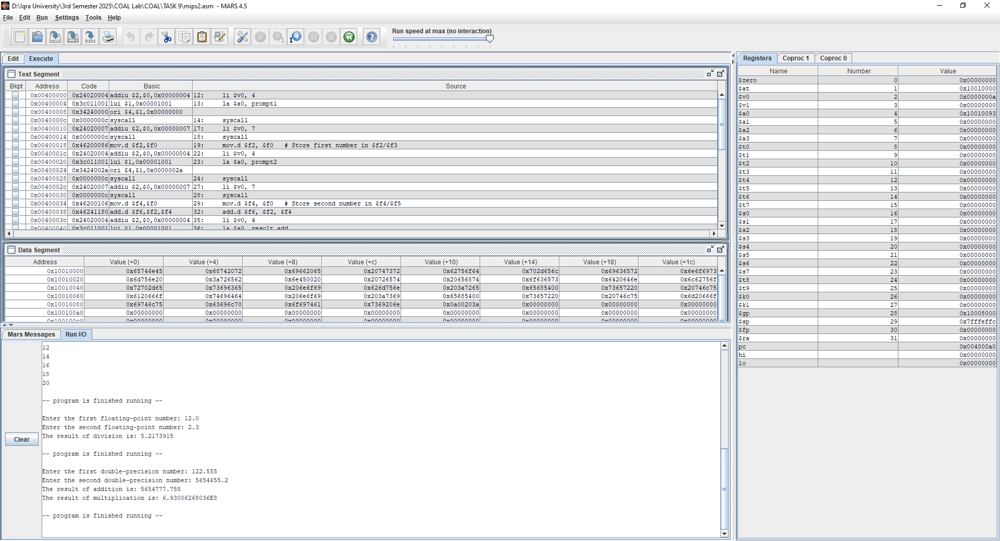 D:\Iqra University\3rd Semester 2025\COAL Lab\COAL\TASK 9\mips2.asm  - MARS 4.5
File Edit Run Settings Tools Help
Run speed at max (no interaction)
Edit Execute
Text Segment
Bkpt Address Code Basic Source
0x00400000 0x24020004 addiu $2,$0,0x00000004 12: li $v0, 4
0x00400004 0x3c011001 lui $1,0x00001001 13: la $a0, prompt1
0x00400008 0x34240000 ori $4,$1,0x00000000
0x0040000c 0x0000000c syscall 14: syscall
0x00400010 0x24020007 addiu $2,$0,0x00000007 17: li $v0, 7
0x00400014 0x0000000c syscall 18: syscall
0x00400018 0x46200086 mov.d $f2,$f0 19: mov.d $f2, $f0 # Store first number in $f2/$f3
0x0040001c 0x24020004 addiu $2,$0,0x00000004 22: li $v0, 4
0x00400020 0x3c011001 lui $1,0x00001001 23: la $a0, prompt2
0x00400024 0x3424002a ori $4,$1,0x0000002a
0x00400028 0x0000000c syscall 24: syscall
0x0040002c 0x24020007 addiu $2,$0,0x00000007 27: li $v0, 7
0x00400030 0x0000000c syscall 28: syscall
0x00400034 0x46200106 mov.d $f4,$f0 29: mov.d $f4, $f0 # Store second number in $f4/$f5
0x00400038 0x46241180 add.d $f6,$f2,$f4 32: add.d $f6, $f2, $f4
0x0040003c 0x24020004 addiu $2,$0,0x00000004 35: li $v0, 4
0x00400040 0x3c011001 lui $1,0x00001001 36: la $a0, result_add
Data Segment
Address Value (+0) Value (+4) Value (+8) Value (+c) Value (+10) Value (+14) Value (+18) Value (+1c)
0x10010000 0x65746e45 0x68742072 0x69662065 0x20747372 0x62756f64 0x702d656c 0x69636572 0x6e6f6973
0x10010020 0x6d756e20 0x3a726562 0x6e450020 0x20726574 0x20656874 0x6f636573 0x6420646e 0x6c62756f
0x10010040 0x72702d65 0x73696365 0x206e6f69 0x626d756e 0x203a7265 0x65685400 0x73657220 0x20746c75
0x10010060 0x6120666f 0x74696464 0x206e6f69 0x203a7369 0x65685400 0x73657220 0x20746c75 0x6d20666f
0x10010080 0x69746c75 0x63696c70 0x6f697461 0x7369206e 0x0a00203a 0x00000000 0x00000000 0x00000000
0x100100a0 0x00000000 0x00000000 0x00000000 0x00000000 0x00000000 0x00000000 0x00000000 0x00000000
0x100100c0 0x00000000 0x00000000 0x00000000 0x00000000 0x00000000 0x00000000 0x00000000 0x00000000
Mars Messages Run I/O
Clear
12
14
16
18
20
-- program is finished running --
Enter the first floating-point number: 12.0
Enter the second floating-point number: 2.3
The result of division is: 5.2173915
-- program is finished running --
Enter the first double-precision number: 122.555
Enter the second double-precision number: 5654655.2
The result of addition is: 5654777.755
The result of multiplication is: 6.93006268036E8
-- program is finished running --
Registers Coproc 1 Coproc 0
Name Number Value
$zero 0 0x00000000
$at 1 0x10010000
$v0 2 0x0000000a
$v1 3 0x00000000
$a0 4 0x10010093
$a1 5 0x00000000
$a2 6 0x00000000
$a3 7 0x00000000
$t0 8 0x00000000
$t1 9 0x00000000
$t2 10 0x00000000
$t3 11 0x00000000
$t4 12 0x00000000
$t5 13 0x00000000
$t6 14 0x00000000
$t7 15 0x00000000
$s0 16 0x00000000
$s1 17 0x00000000
$s2 18 0x00000000
$s3 19 0x00000000
$s4 20 0x00000000
$s5 21 0x00000000
$s6 22 0x00000000
$s7 23 0x00000000
$t8 24 0x00000000
$t9 25 0x00000000
$k0 26 0x00000000
$k1 27 0x00000000
$gp 28 0x10008000
$sp 29 0x7fffeffc
$fp 30 0x00000000
$ra 31 0x00000000
pc 0x004000a0
hi 0x00000000
lo 0x00000000